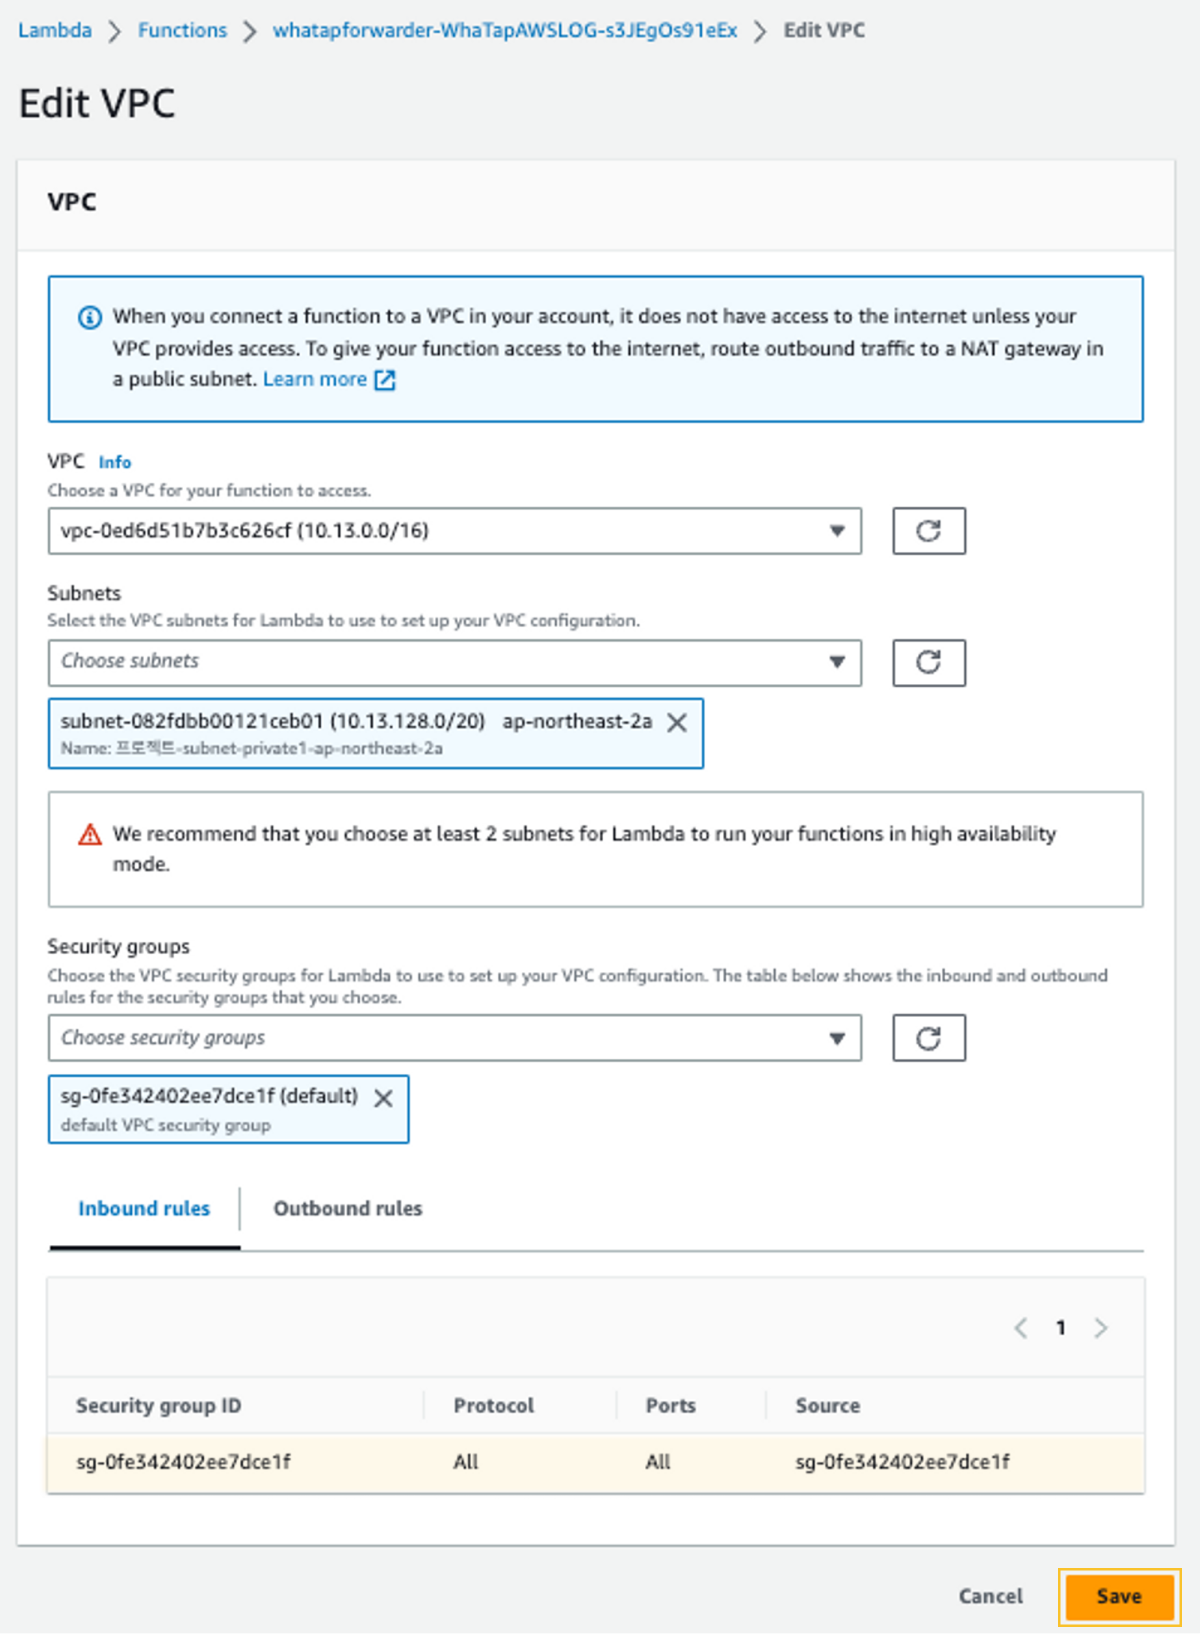 Lambda > Functions > whatapforwarder-WhaTapAWSLOG-s3JEgOs91eEx > Edit VPC
Edit VPC
VPC
When you connect a function to a VPC in your account, it does not have access to the internet unless your
VPC provides access. To give your function access to the internet, route outbound traffic to a NAT gateway in
a public subnet. Learn more
VPC Info
Choose a VPC for your function to access.
vpc-0ed6d51b7b3c626cf (10.13.0.0/16)
Subnets
Select the VPC subnets for Lambda to use to set up your VPC configuration.
Choose subnets
subnet-082fdbb00121ceb01 (10.13.128.0/20) ap-northeast-2a
Name: 프로젝트-subnet-private1-ap-northeast-2a
We recommend that you choose at least 2 subnets for Lambda to run your functions in high availability
mode.
Security groups
Choose the VPC security groups for Lambda to use to set up your VPC configuration. The table below shows the inbound and outbound
rules for the security groups that you choose.
Choose security groups
sg-0fe342402ee7dce1f (default)
default VPC security group
Inbound rules Outbound rules
1
Security group ID Protocol Ports Source
sg-0fe342402ee7dce1f All All sg-0fe342402ee7dce1f
Cancel Save